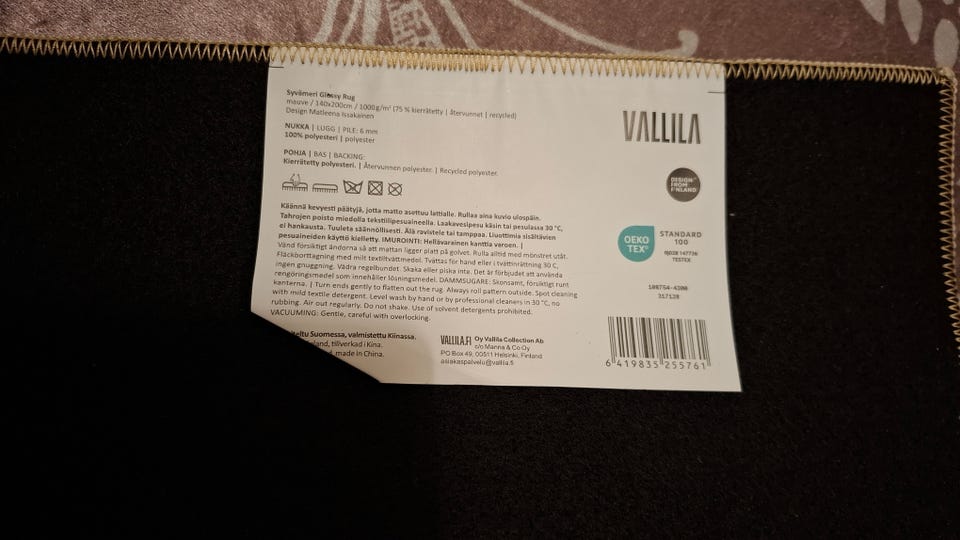 Syvämeri Glossy Rug
mauve / 140x200cm / 1000g/m² (75 % kierrätetty | återvunnet | recycled)
Design Matleena Issakainen
NUKKA | LUGG | PILE: 6 mm
100% polyesteri | polyester
POHJA | BAS | BACKING:
Kierrätetty polyesteri. | Återvunnen polyester. | Recycled polyester.
Käännä kevyesti päätyjä, jotta matto asettuu lattialle. Rullaa aina kuvio ulospäin.
Tahrojen poisto miedolla tekstiilipesuaineella. Laakavesipesu käsin tai pesulassa 30 °C,
ei hankausta. Tuuleta säännöllisesti. Älä ravistele tai tamppaa. Liuottimia sisältävien
pesuaineiden käyttö kielletty. IMUROINTI: Hellävarainen kanttia varoen. |
Vänd försiktigt ändorna så att mattan ligger platt på golvet. Rulla alltid med mönstret utåt.
Fläckborttagning med milt textiltvättmedel. Tvättas för hand eller i tvättinrättning 30 C,
ingen gnuggning. Vädra regelbundet. Skaka eller piska inte. Det är förbjudet att använda
rengöringsmedel som innehåller lösningsmedel. DAMMSUGARE: Skonsamt, försiktigt runt
kanterna. | Turn ends gently to flatten out the rug. Always roll pattern outside. Spot cleaning
with mild textile detergent. Level wash by hand or by professional cleaners in 30 °C, no
rubbing. Air out regularly. Do not shake. Use of solvent detergents prohibited.
VACUUMING: Gentle, careful with overlocking.
Suomessa, valmistettu Kiinassa.
tillverkad i Kina.
made in China.
VALLILA.FI Oy Vallila Collection Ab
c/o Manna & Co Oy
PO Box 49, 00511 Helsinki, Finland
asiakaspalvelu@vallila.fi
VALLILA
DESIGN
FROM
FINLAND
OEKO
TEX®
STANDARD
100
TESTEX
108754-4300
317128
6 419835 255761